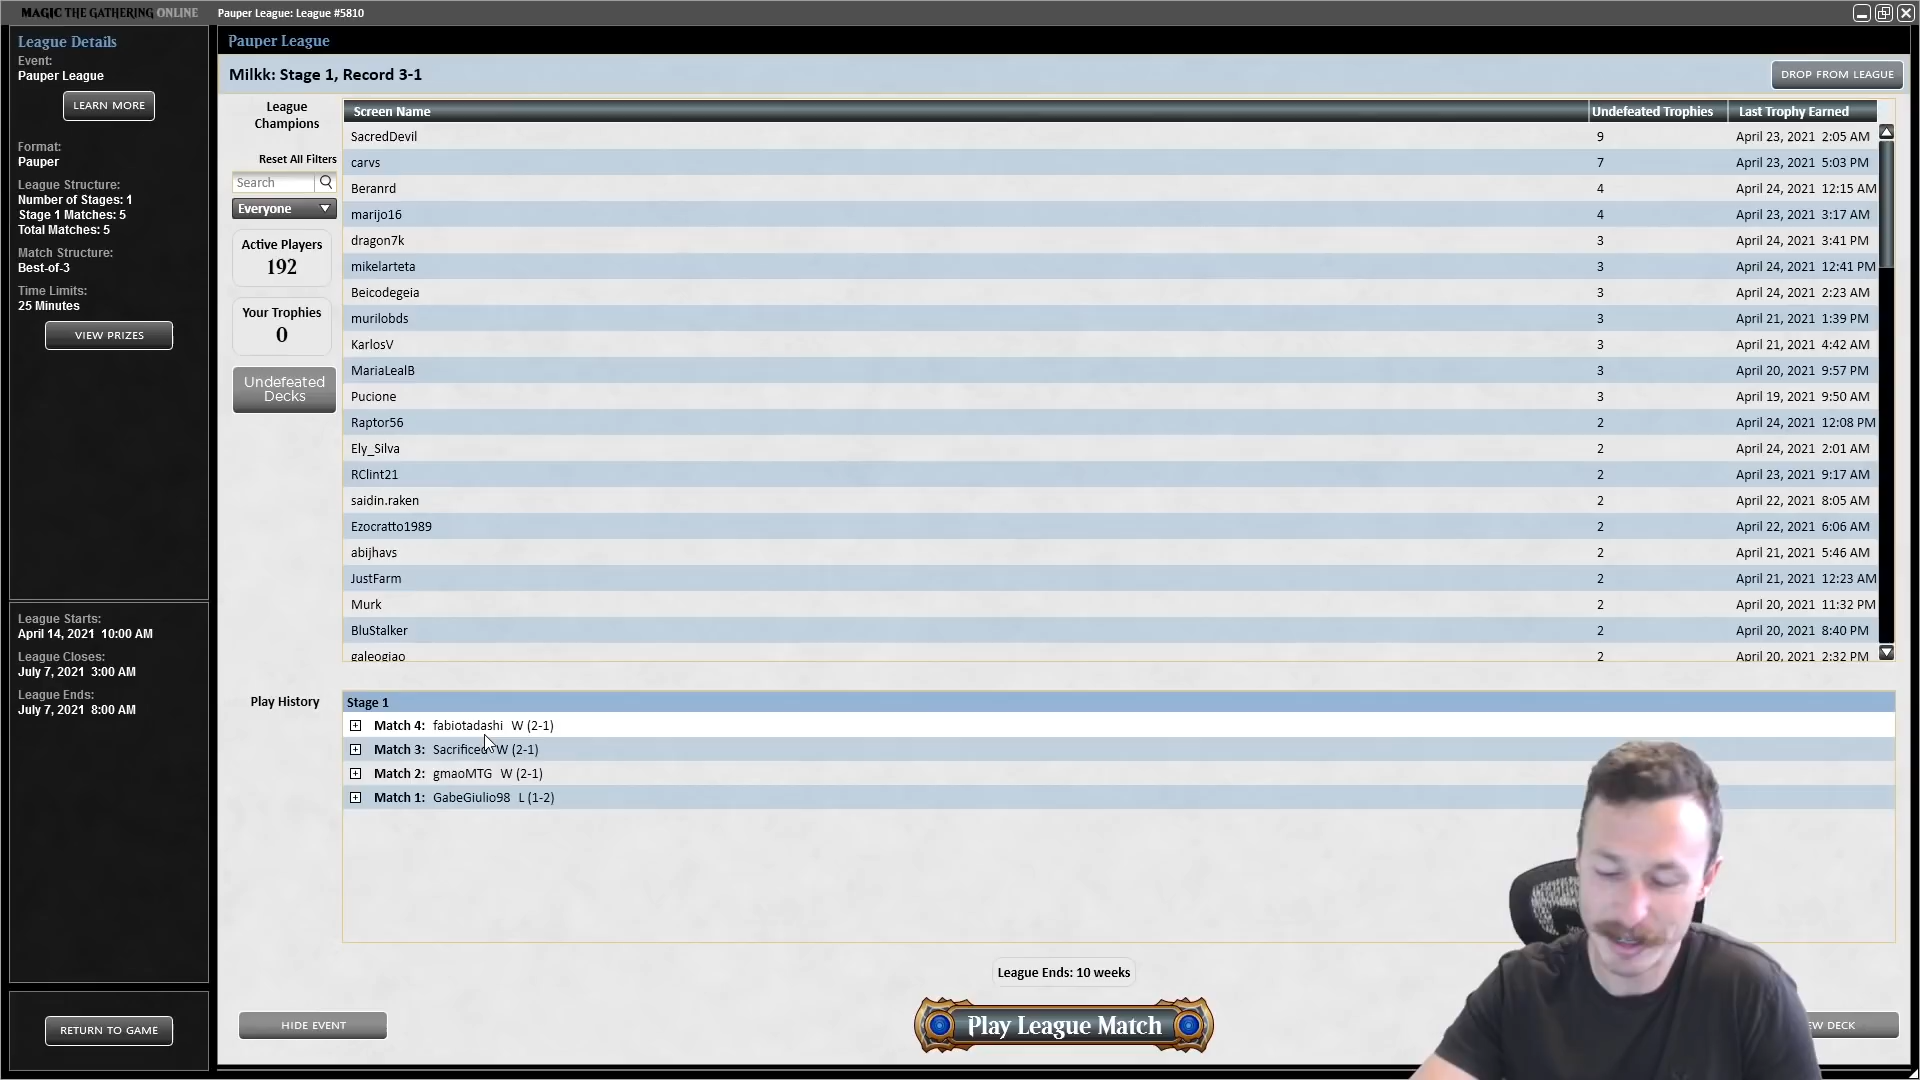 MAGIC THE GATHERING ONLINE
Pauper League: League #5810
League Details
Event:
Pauper League
LEARN MORE
Format:
Pauper
League Structure:
Number of Stages: 1
Stage 1 Matches: 5
Total Matches: 5
Match Structure:
Best-of-3
Time Limits:
25 Minutes
VIEW PRIZES
League Starts:
April 14, 2021 10:00 AM
League Closes:
July 7, 2021 3:00 AM
League Ends:
July 7, 2021 8:00 AM
RETURN TO GAME
Pauper League
Milkk: Stage 1, Record 3-1
DROP FROM LEAGUE
League
Champions
Reset All Filters
Search
Everyone
Active Players
192
Your Trophies
0
Undefeated
Decks
Screen Name Undefeated Trophies Last Trophy Earned
SacredDevil 9 April 23, 2021 2:05 AM
carvs 7 April 23, 2021 5:03 PM
Beranrd 4 April 24, 2021 12:15 AM
marijo16 4 April 23, 2021 3:17 AM
dragon7k 3 April 24, 2021 3:41 PM
mikelarteta 3 April 24, 2021 12:41 PM
Beicodegeia 3 April 24, 2021 2:23 AM
murilobds 3 April 21, 2021 1:39 PM
KarlosV 3 April 21, 2021 4:42 AM
MariaLealB 3 April 20, 2021 9:57 PM
Pucione 3 April 19, 2021 9:50 AM
Raptor56 2 April 24, 2021 12:08 PM
Ely_Silva 2 April 24, 2021 2:01 AM
RClint21 2 April 23, 2021 9:17 AM
saidin.raken 2 April 22, 2021 8:05 AM
Ezocratto1989 2 April 22, 2021 6:06 AM
abijhavs 2 April 21, 2021 5:46 AM
JustFarm 2 April 21, 2021 12:23 AM
Murk 2 April 20, 2021 11:32 PM
BluStalker 2 April 20, 2021 8:40 PM
galeogiao 2 April 20, 2021 2:32 PM
Play History
Stage 1
Match 4: fabiotadashi W (2-1)
Match 3: Sacrificed W (2-1)
Match 2: gmaoMTG W (2-1)
Match 1: GabeGiulio98 L (1-2)
League Ends: 10 weeks
HIDE EVENT
Play League Match
DECK